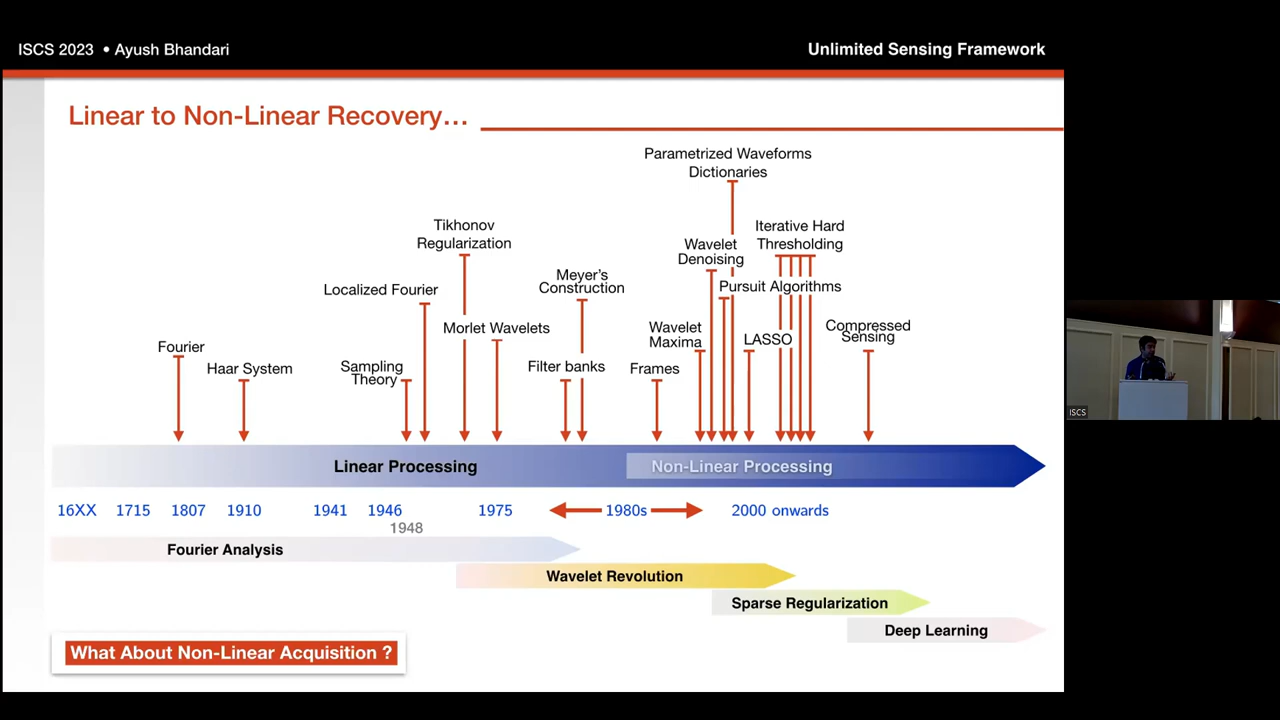 ISCS 2023 • Ayush Bhandari
Unlimited Sensing Framework
Linear to Non-Linear Recovery...
Parametrized Waveforms
Dictionaries
Tikhonov
Regularization
Iterative Hard
Thresholding
Wavelet
Denoising
Meyer's
Construction
Localized Fourier
Pursuit Algorithms
Morlet Wavelets
Wavelet
Maxima
LASSO
Compressed
Sensing
Fourier
Haar System
Sampling
Theory
Filter banks
Frames
Linear Processing
Non-Linear Processing
16XX 1715 1807 1910 1941 1946 1975 1980s 2000 onwards
1948
Fourier Analysis
Wavelet Revolution
Sparse Regularization
Deep Learning
What About Non-Linear Acquisition ?
ISCS